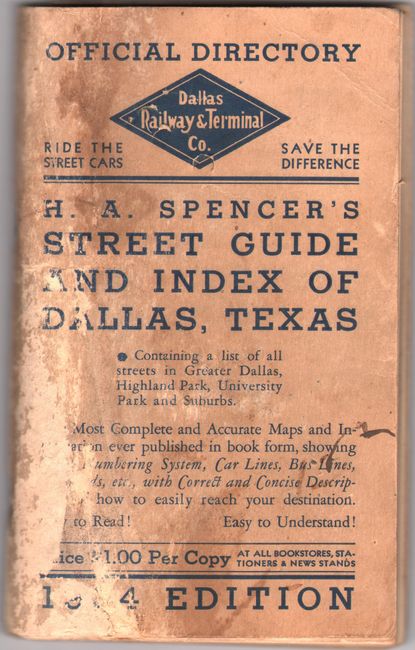 OFFICIAL DIRECTORY
Dallas
Railway & Terminal
Co.
RIDE THE
STREET CARS
SAVE THE
DIFFERENCE
H. A. SPENCER'S
STREET GUIDE
AND INDEX OF
DALLAS, TEXAS
Containing a list of all
streets in Greater Dallas,
Highland Park, University
Park and Suburbs.
Most Complete and Accurate Maps and In-
ever published in book form, showing
Numbering System, Car Lines, Bus Lines,
etc., with Correct and Concise Descrip-
how to easily reach your destination.
to Read! Easy to Understand!
Price $1.00 Per Copy AT ALL BOOKSTORES, STA-
TIONERS & NEWS STANDS
EDITION